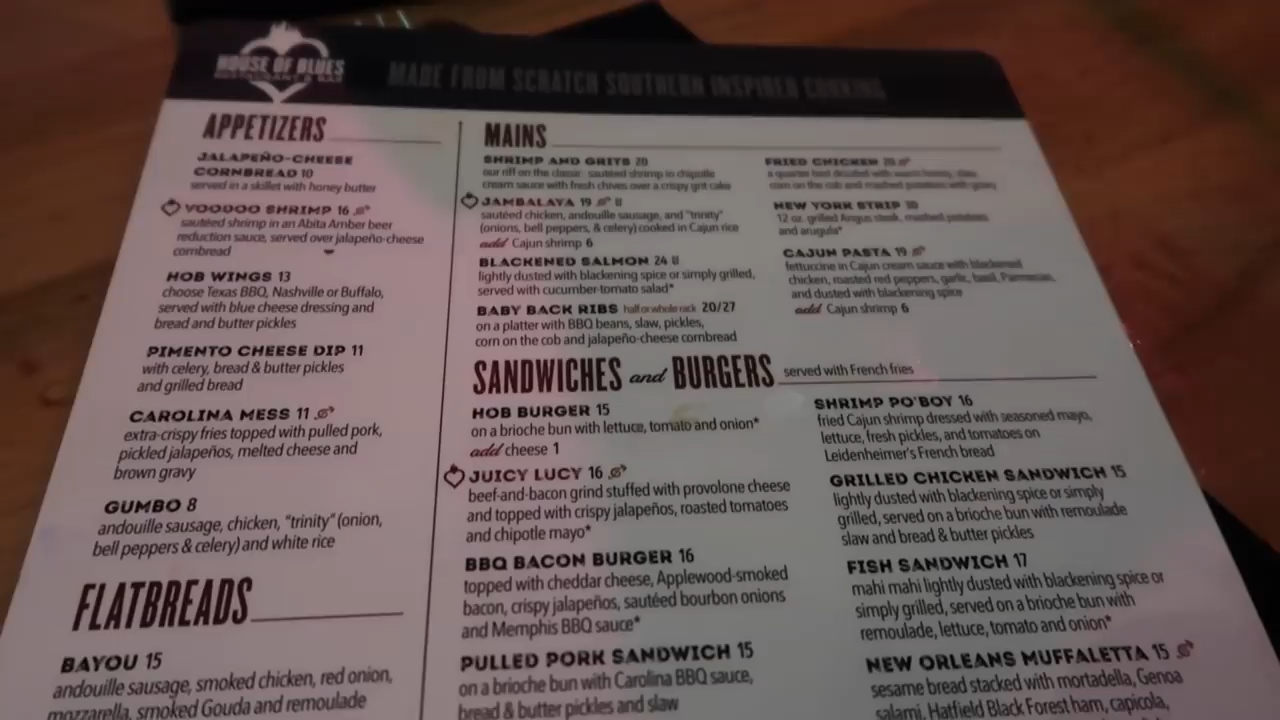 HOUSE OF BLUES
RESTAURANT & BAR
MADE FROM SCRATCH SOUTHERN INSPIRED COOKING
APPETIZERS
JALAPEÑO-CHEESE
CORNBREAD 10
served in a skillet with honey butter
VOODOO SHRIMP 16
sautéed shrimp in an Abita Amber beer
reduction sauce, served over jalapeño-cheese
cornbread
HOB WINGS 13
choose Texas BBQ, Nashville or Buffalo,
served with blue cheese dressing and
bread and butter pickles
PIMENTO CHEESE DIP 11
with celery, bread & butter pickles
and grilled bread
CAROLINA MESS 11
extra-crispy fries topped with pulled pork,
pickled jalapeños, melted cheese and
brown gravy
GUMBO 8
andouille sausage, chicken, "trinity" (onion,
bell peppers & celery) and white rice
FLATBREADS
BAYOU 15
andouille sausage, smoked chicken, red onion,
mozzarella, smoked Gouda and remoulade
MAINS
SHRIMP AND GRITS 20
our riff on the classic: sautéed shrimp in chipotle
cream sauce with fresh chives over a crispy grit cake
JAMBALAYA 19
sautéed chicken, andouille sausage, and "trinity"
(onions, bell peppers, & celery) cooked in Cajun rice
add Cajun shrimp 6
BLACKENED SALMON 24
lightly dusted with blackening spice or simply grilled,
served with cucumber-tomato salad*
BABY BACK RIBS half or whole rack 20/27
on a platter with BBQ beans, slaw, pickles,
corn on the cob and jalapeño-cheese cornbread
FRIED CHICKEN 20
a quarter bird drizzled with warm honey, slaw,
corn on the cob and mashed potatoes with gravy
NEW YORK STRIP
12 oz. grilled Angus steak, mashed potatoes
and arugula*
CAJUN PASTA 19
fettuccine in Cajun cream sauce with blackened
chicken, roasted red peppers, garlic, basil, Parmesan,
and dusted with blackening spice
add Cajun shrimp 6
SANDWICHES and BURGERS served with French fries
HOB BURGER 15
on a brioche bun with lettuce, tomato and onion*
add cheese 1
JUICY LUCY 16
beef-and-bacon grind stuffed with provolone cheese
and topped with crispy jalapeños, roasted tomatoes
and chipotle mayo*
BBQ BACON BURGER 16
topped with cheddar cheese, Applewood-smoked
bacon, crispy jalapeños, sautéed bourbon onions
and Memphis BBQ sauce*
PULLED PORK SANDWICH 15
on a brioche bun with Carolina BBQ sauce,
bread & butter pickles and slaw
SHRIMP PO'BOY 16
fried Cajun shrimp dressed with seasoned mayo,
lettuce, fresh pickles, and tomatoes on
Leidenheimer's French bread
GRILLED CHICKEN SANDWICH 15
lightly dusted with blackening spice or simply
grilled, served on a brioche bun with remoulade
slaw and bread & butter pickles
FISH SANDWICH 17
mahi mahi lightly dusted with blackening spice or
simply grilled, served on a brioche bun with
remoulade, lettuce, tomato and onion*
NEW ORLEANS MUFFALETTA 15
sesame bread stacked with mortadella, Genoa
salami, Hatfield Black Forest ham, capicola,